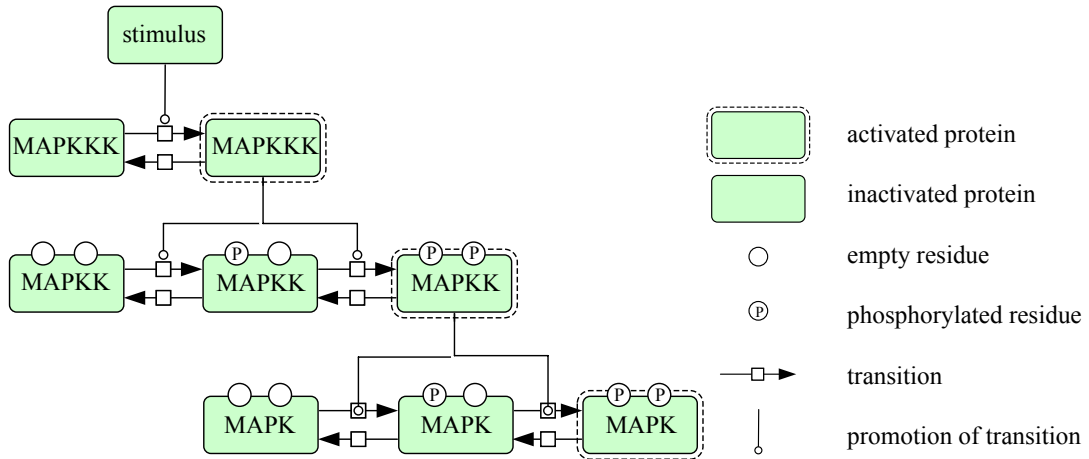 stimulus
MAPKKK
MAPKKK
P
P
P
MAPKK
MAPKK
MAPKK
P
P
P
MAPK
MAPK
MAPK
activated protein
inactivated protein
empty residue
P
phosphorylated residue
transition
promotion of transition